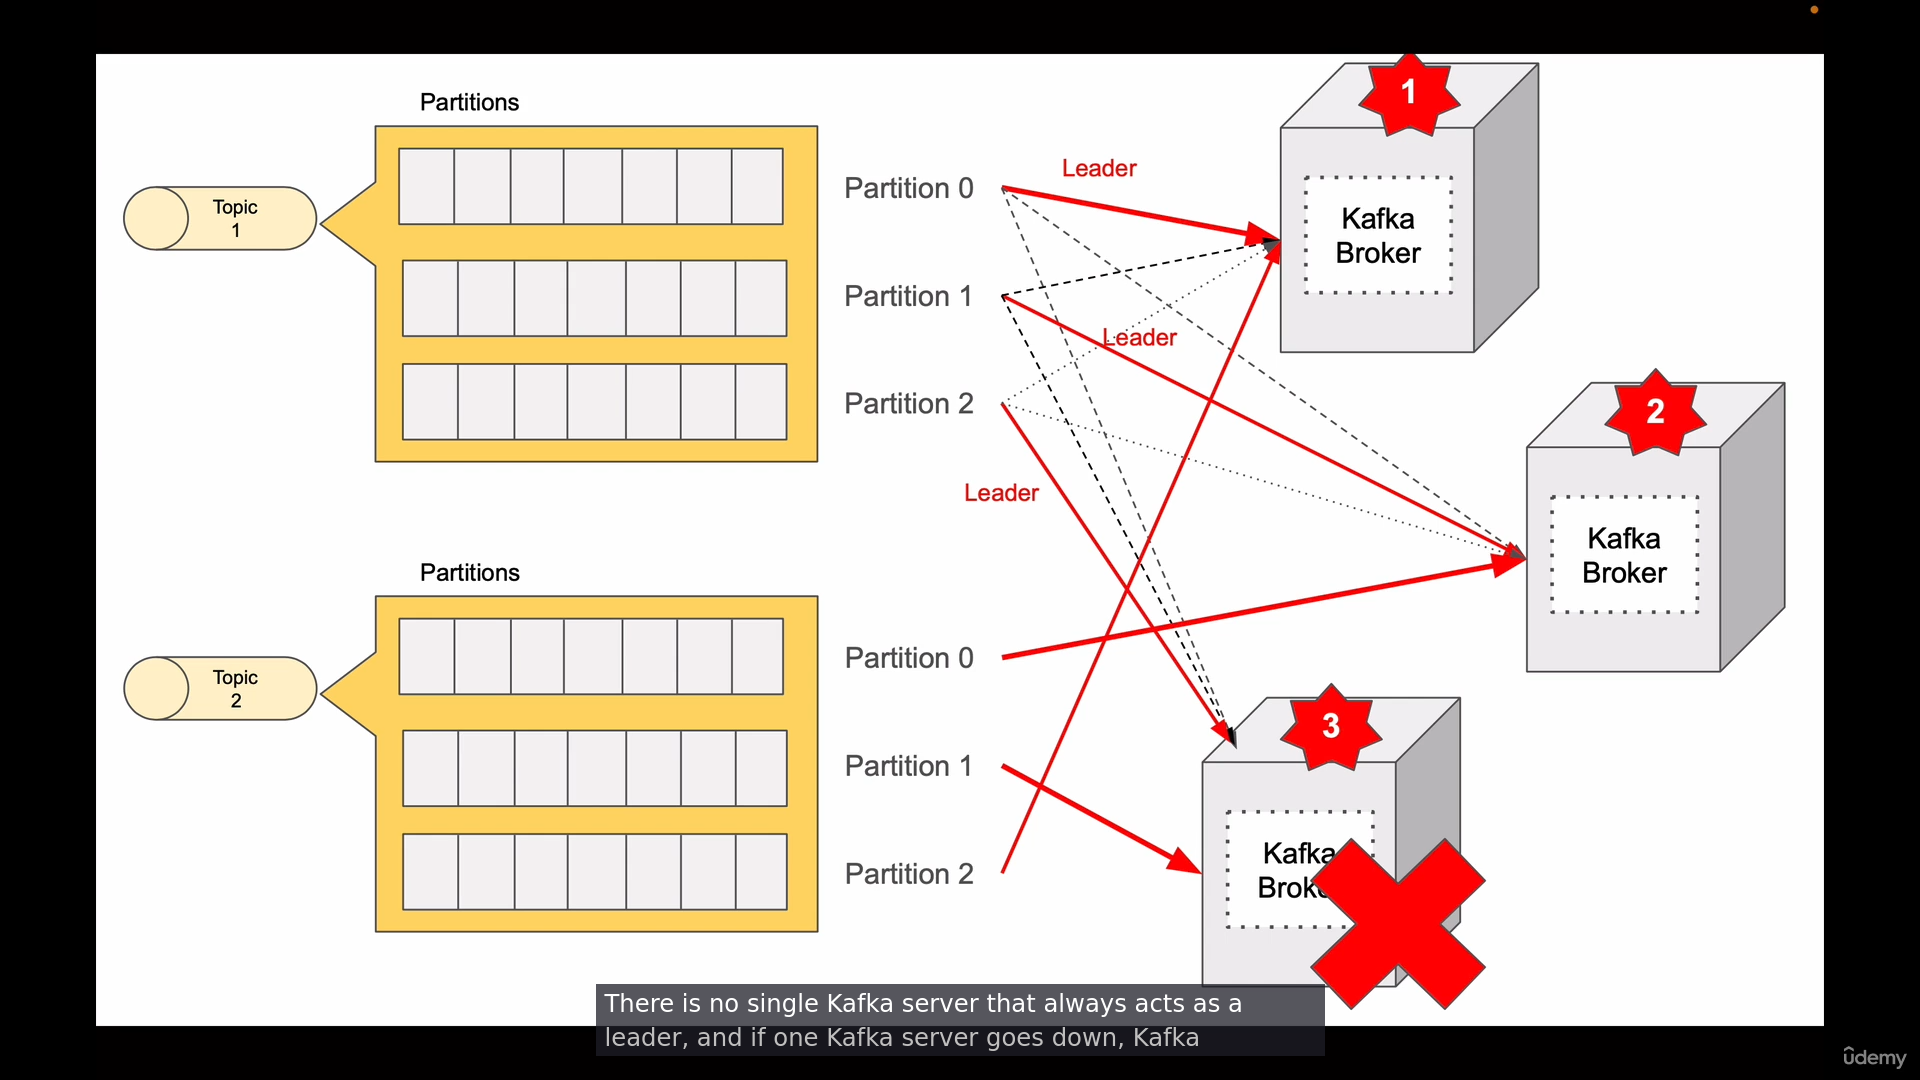 Partitions
Topic
1
Partition 0
Partition 1
Partition 2
Leader
Leader
Leader
1
Kafka
Broker
2
Kafka
Broker
Partitions
Topic
2
Partition 0
Partition 1
Partition 2
3
Kafka
Broke
There is no single Kafka server that always acts as a
leader, and if one Kafka server goes down, Kafka
ûdemy